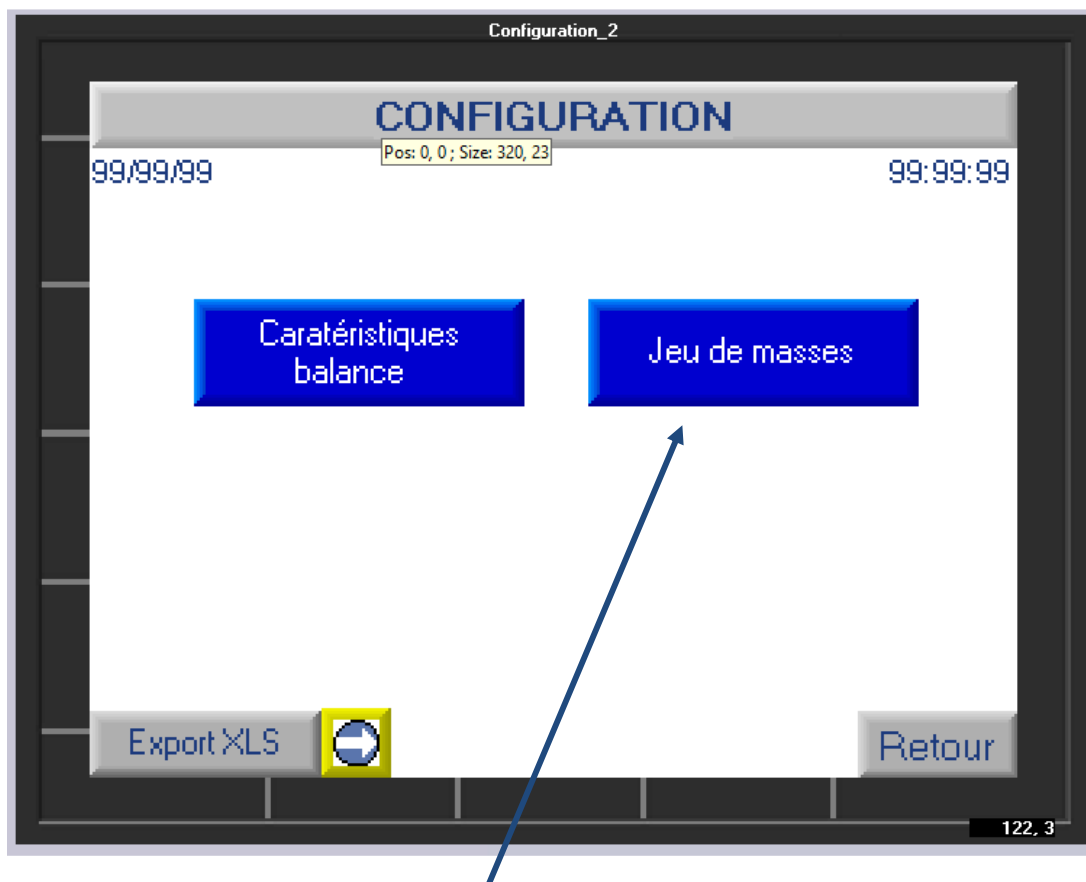 Configuration_2
CONFIGURATION
Pos: 0, 0 ; Size: 320, 23
99/99/99
99:99:99
Caratéristiques
balance
Jeu de masses
Export XLS
Retour
122, 3